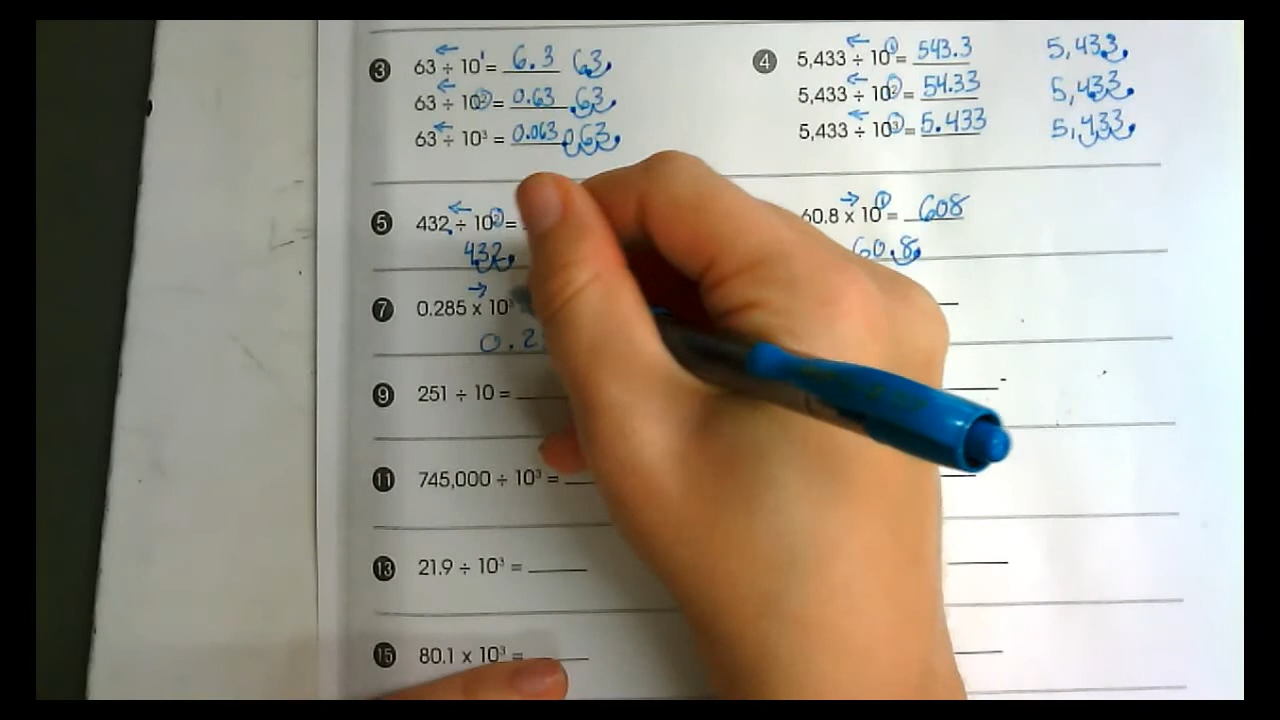 3 63 ÷ 10¹ = 6.3 63.
63 ÷ 10² = 0.63 .63.
63 ÷ 10³ = 0.063 .063.
4 5,433 ÷ 10¹ = 543.3 5,433.
5,433 ÷ 10² = 54.33 5,433.
5,433 ÷ 10³ = 5.433 5,433.
5 432. ÷ 10² =
432.
60.8 x 10¹ = 608
60.8.
7 0.285 x 10³
0.2
9 251 ÷ 10 =
11 745,000 ÷ 10³ =
13 21.9 ÷ 10³ =
15 80.1 x 10³ =